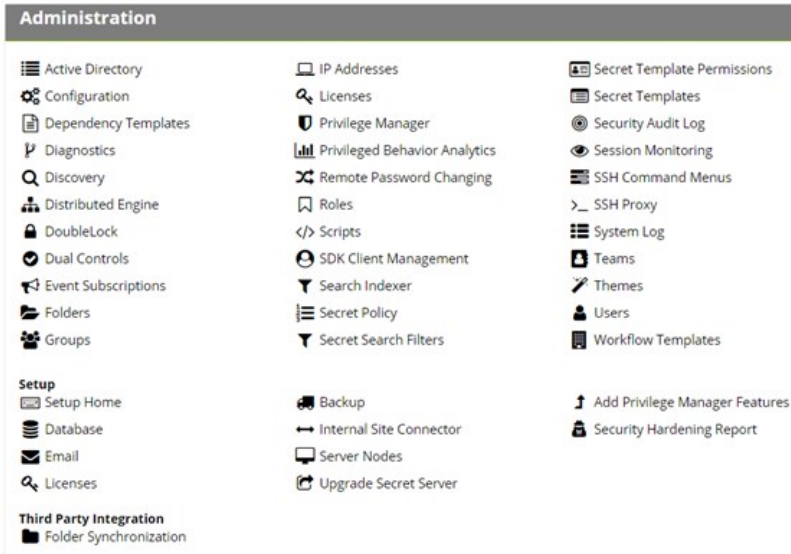 Administration
Active Directory
Configuration
Dependency Templates
Diagnostics
Discovery
Distributed Engine
DoubleLock
Dual Controls
Event Subscriptions
Folders
Groups
IP Addresses
Licenses
Privilege Manager
Privileged Behavior Analytics
Remote Password Changing
Roles
Scripts
SDK Client Management
Search Indexer
Secret Policy
Secret Search Filters
Secret Template Permissions
Secret Templates
Security Audit Log
Session Monitoring
SSH Command Menus
SSH Proxy
System Log
Teams
Themes
Users
Workflow Templates
Setup
Setup Home
Database
Email
Licenses
Backup
Internal Site Connector
Server Nodes
Upgrade Secret Server
Add Privilege Manager Features
Security Hardening Report
Third Party Integration
Folder Synchronization